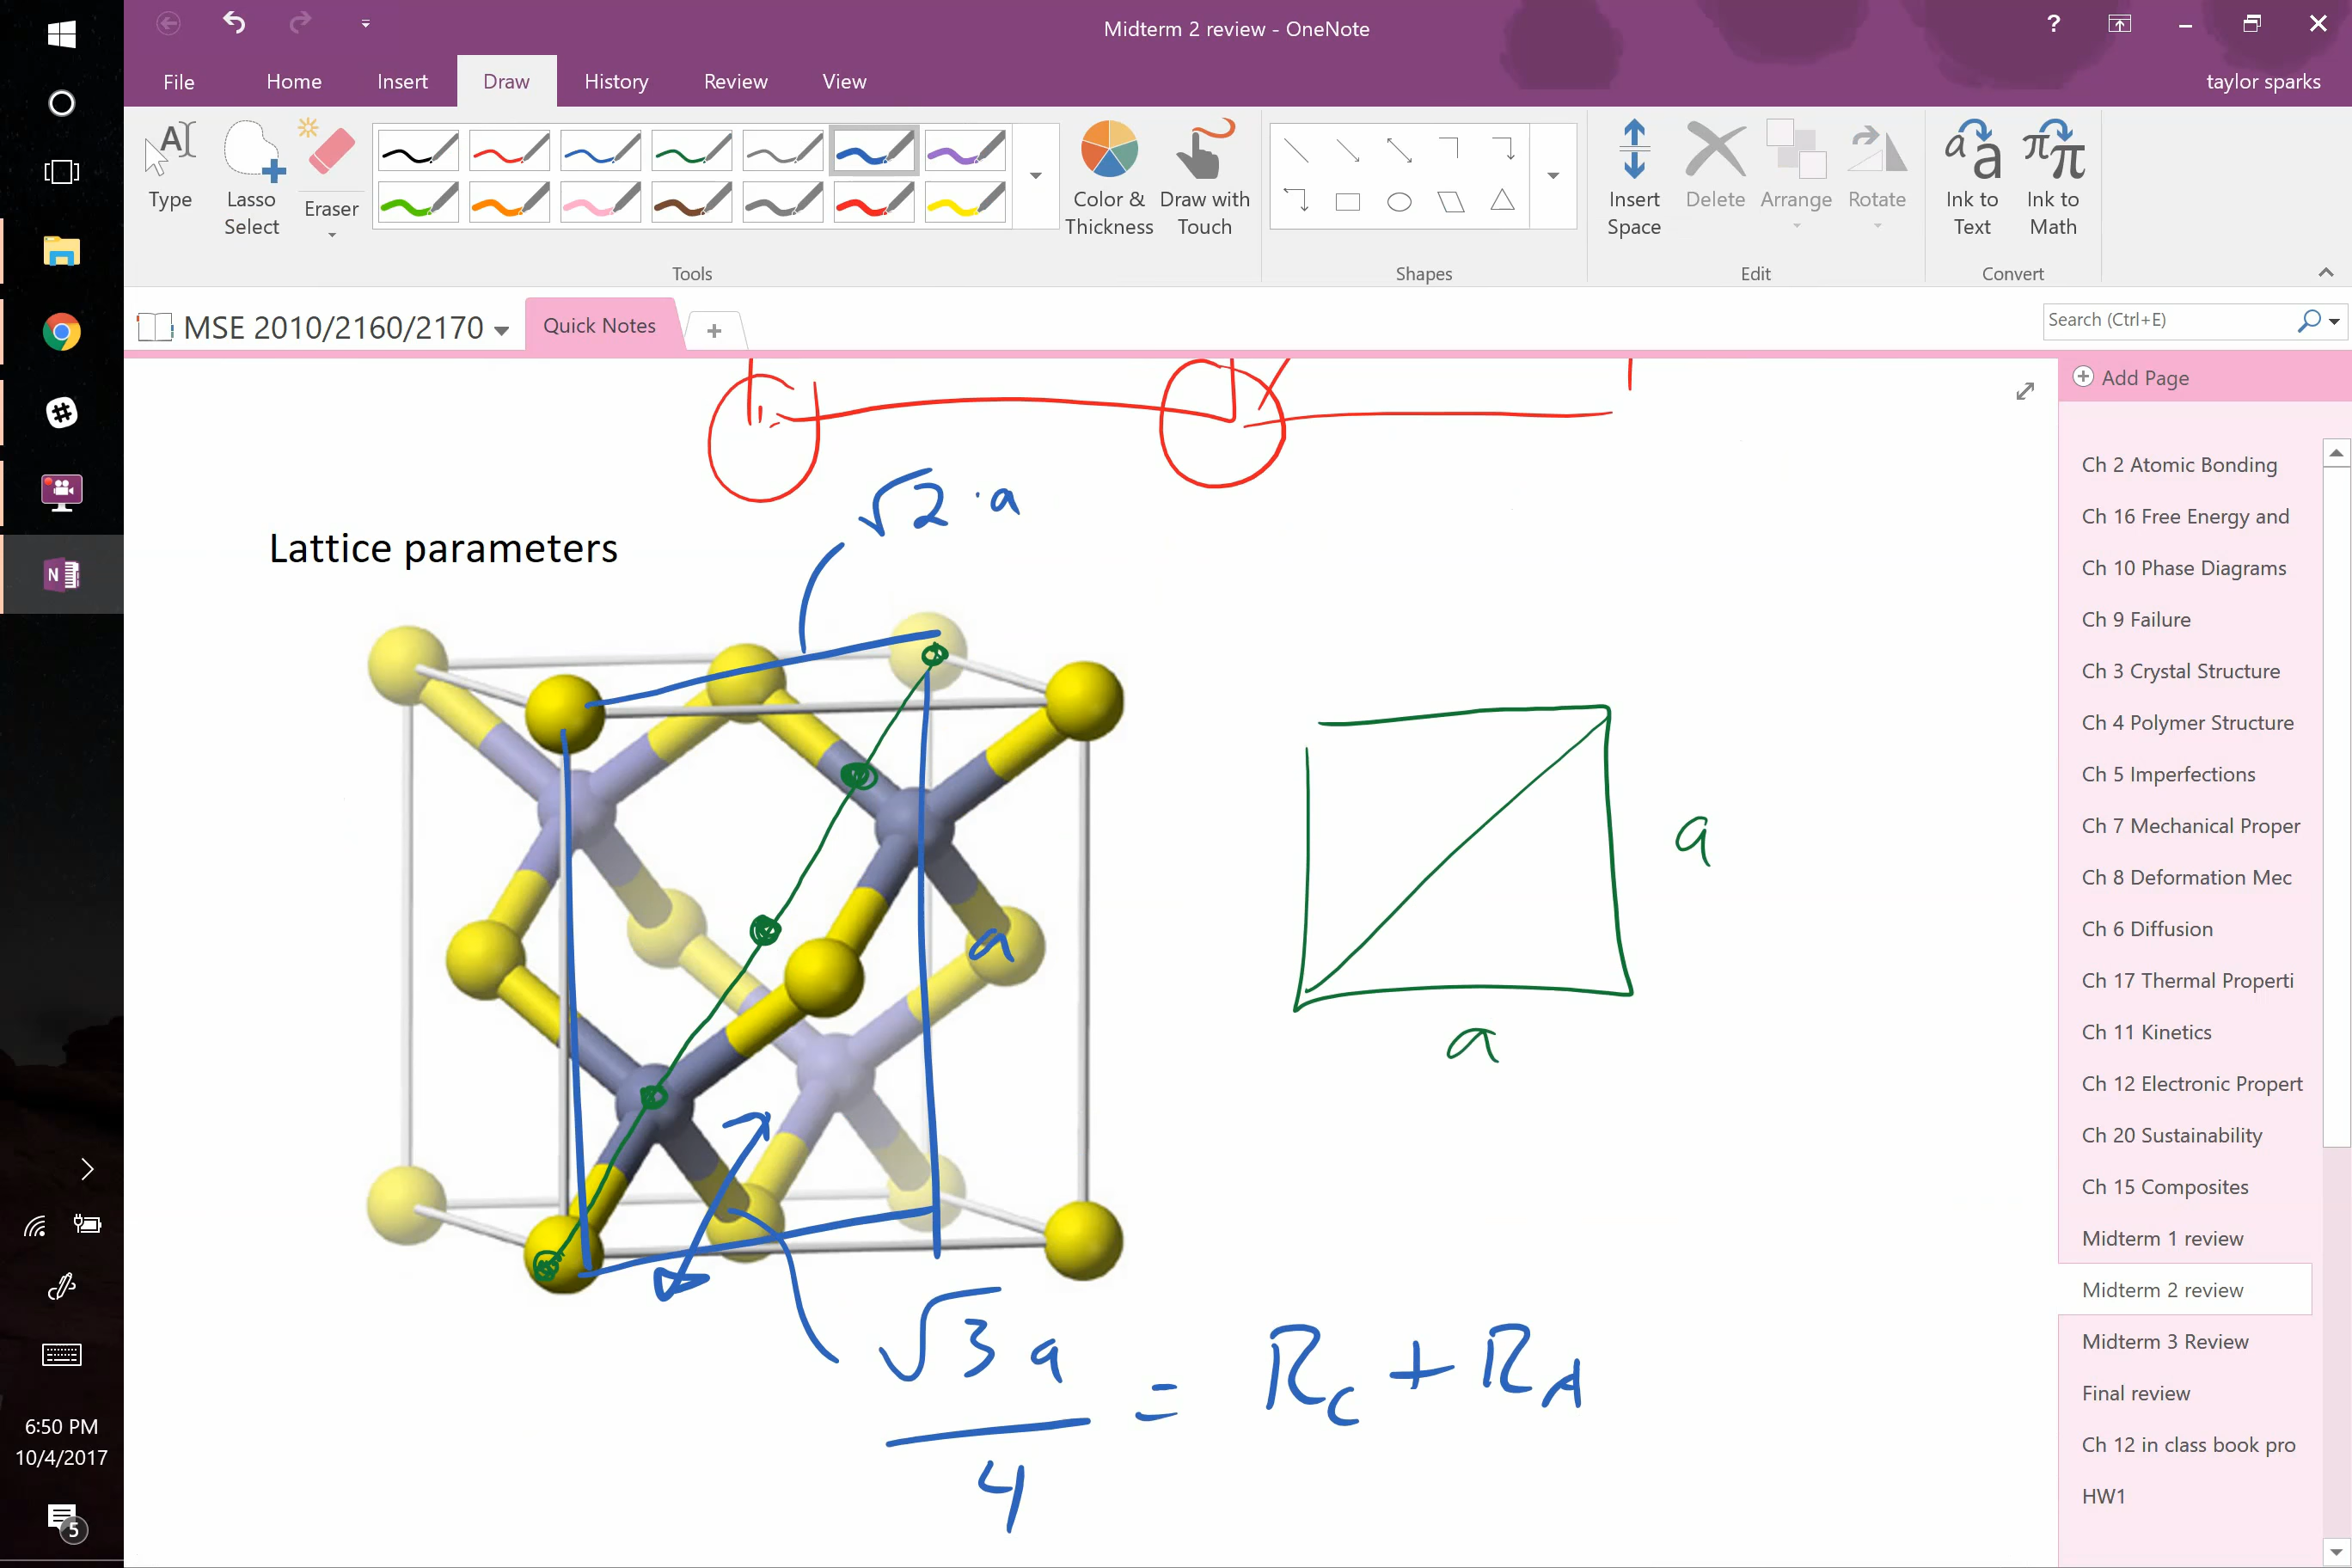 Midterm 2 review - OneNote
?
File Home Insert Draw History Review View
taylor sparks
Type
Lasso Select
Eraser
Color & Thickness
Draw with Touch
Insert Space
Delete
Arrange
Rotate
Ink to Text
Ink to Math
Tools
Shapes
Edit
Convert
MSE 2010/2160/2170
Quick Notes
Search (Ctrl+E)
Add Page
Ch 2 Atomic Bonding
Ch 16 Free Energy and
Ch 10 Phase Diagrams
Ch 9 Failure
Ch 3 Crystal Structure
Ch 4 Polymer Structure
Ch 5 Imperfections
Ch 7 Mechanical Proper
Ch 8 Deformation Mec
Ch 6 Diffusion
Ch 17 Thermal Properti
Ch 11 Kinetics
Ch 12 Electronic Propert
Ch 20 Sustainability
Ch 15 Composites
Midterm 1 review
Midterm 2 review
Midterm 3 Review
Final review
Ch 12 in class book pro
HW1
√2 · a
Lattice parameters
a
a
a
√3 a
= R_C + R_A
4
6:50 PM
10/4/2017
5